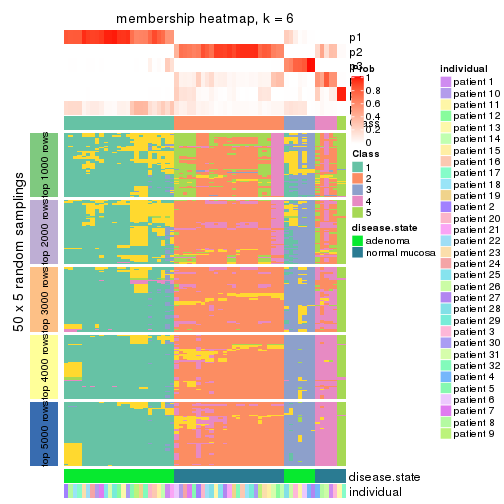 membership heatmap, k = 6
p1
p2
p3
Prob
1
0.8
0.6
0.4
0.2
0
Class
1
2
3
4
5
disease.state
adenoma
normal mucosa
individual
patient 1
patient 10
patient 11
patient 12
patient 13
patient 14
patient 15
patient 16
patient 17
patient 18
patient 19
patient 2
patient 20
patient 21
patient 22
patient 23
patient 24
patient 25
patient 26
patient 27
patient 28
patient 29
patient 3
patient 30
patient 31
patient 32
patient 4
patient 5
patient 6
patient 7
patient 8
patient 9
50 x 5 random samplings
top 1000 rows
top 2000 rows
top 3000 rows
top 4000 rows
top 5000 rows
disease.state
individual